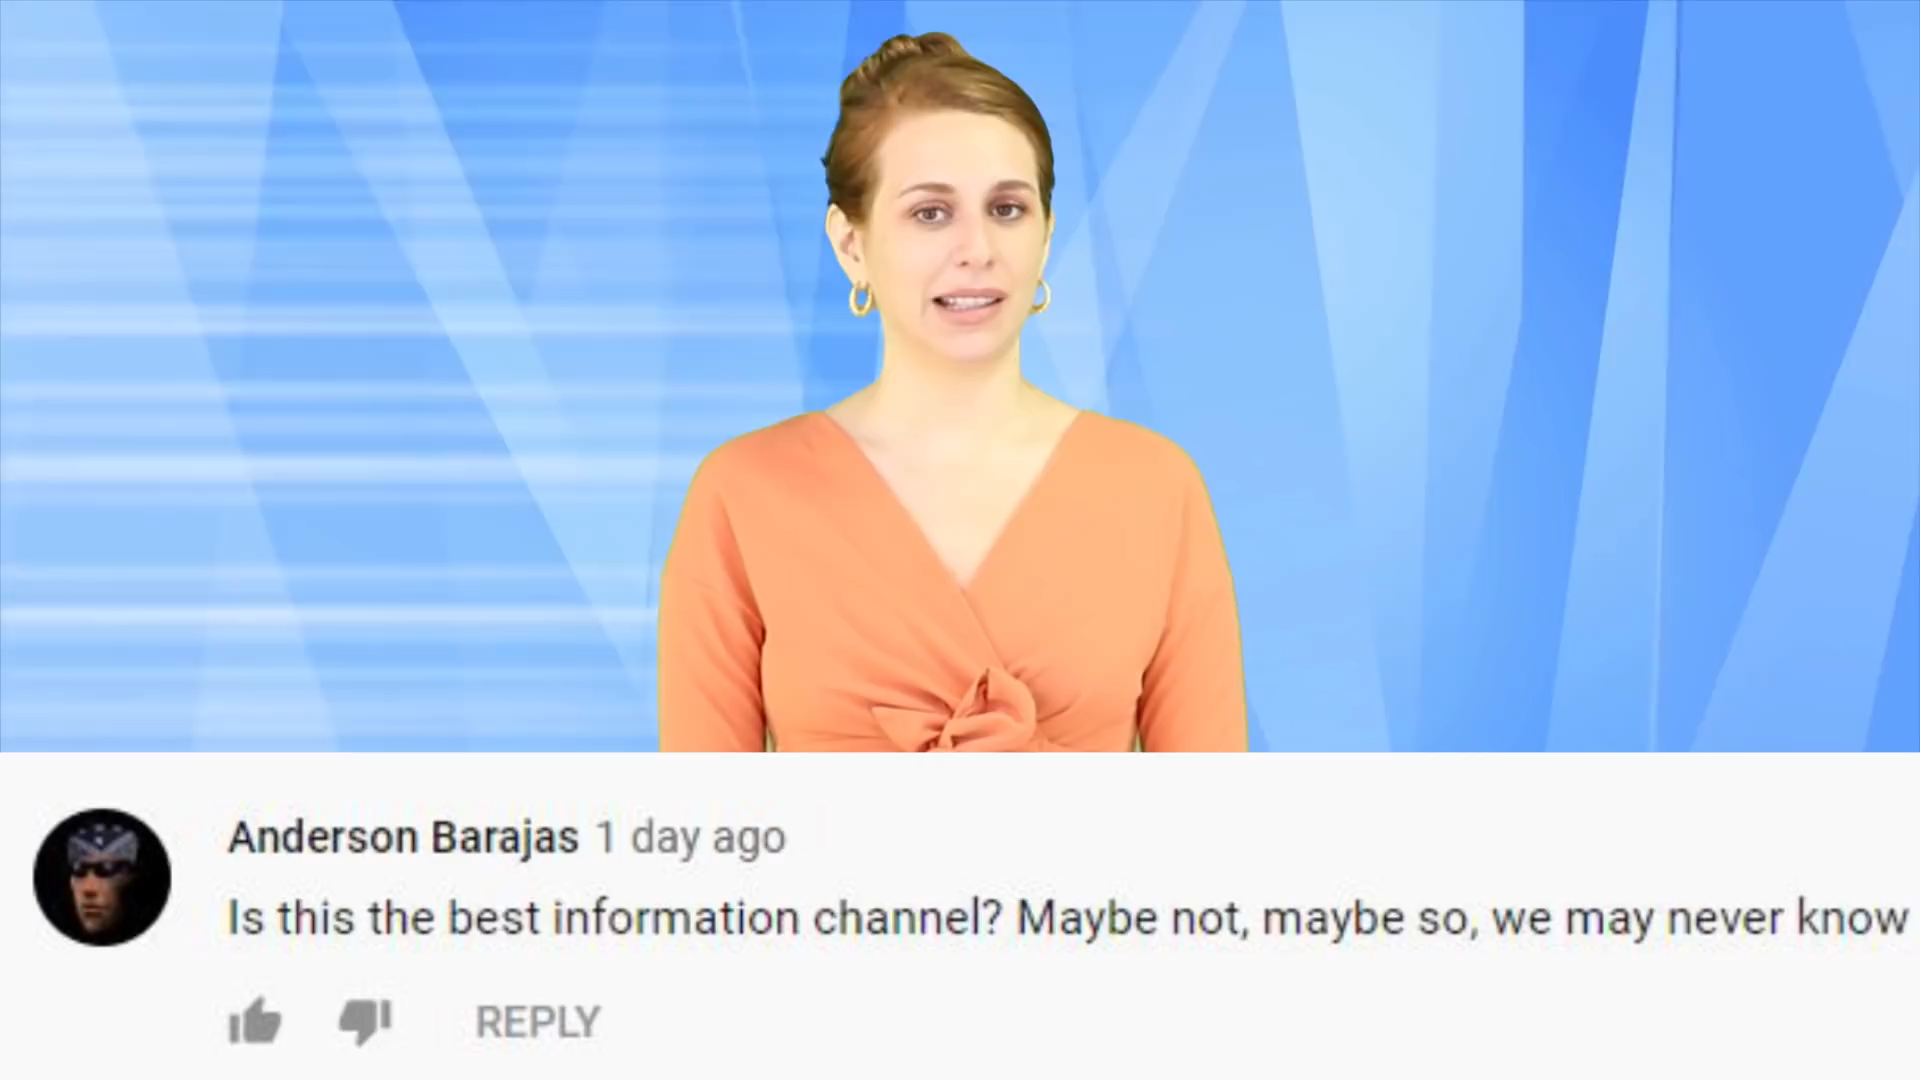 Anderson Barajas 1 day ago
Is this the best information channel? Maybe not, maybe so, we may never know
REPLY